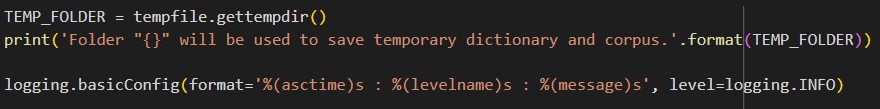 TEMP_FOLDER = tempfile.gettempdir()
print('Folder "{}" will be used to save temporary dictionary and corpus.'.format(TEMP_FOLDER))
logging.basicConfig(format='%(asctime)s : %(levelname)s : %(message)s', level=logging.INFO)